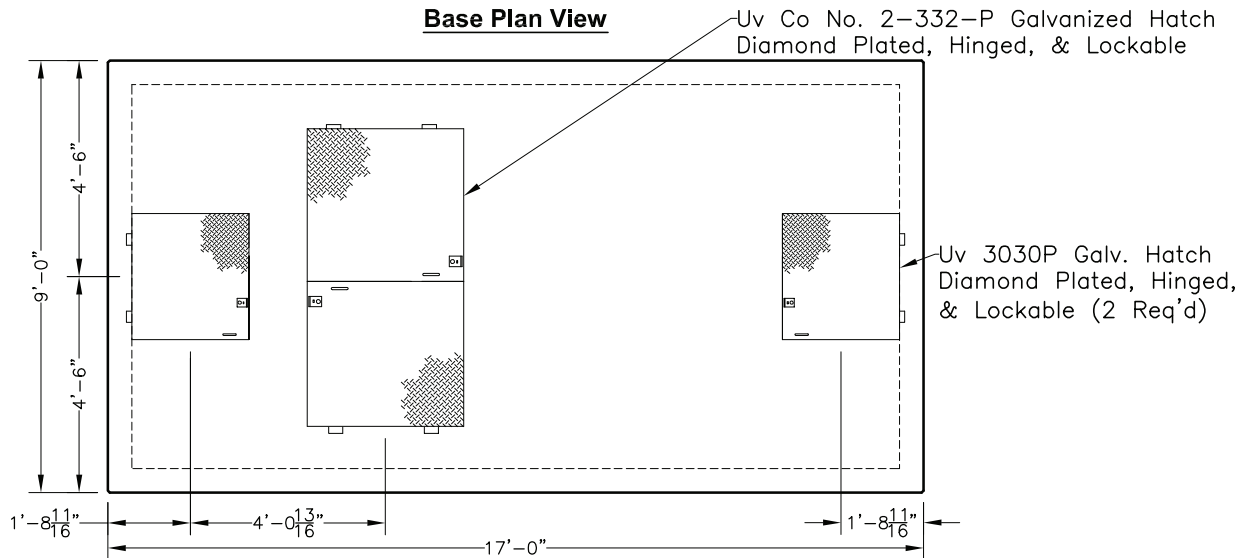 Base Plan View
Uv Co No. 2-332-P Galvanized Hatch
Diamond Plated, Hinged, & Lockable
4'-6"
9'-0"
4'-6"
Uv 3030P Galv. Hatch
Diamond Plated, Hinged,
& Lockable (2 Req'd)
1'-8 11/16"
4'-0 13/16"
1'-8 11/16"
17'-0"